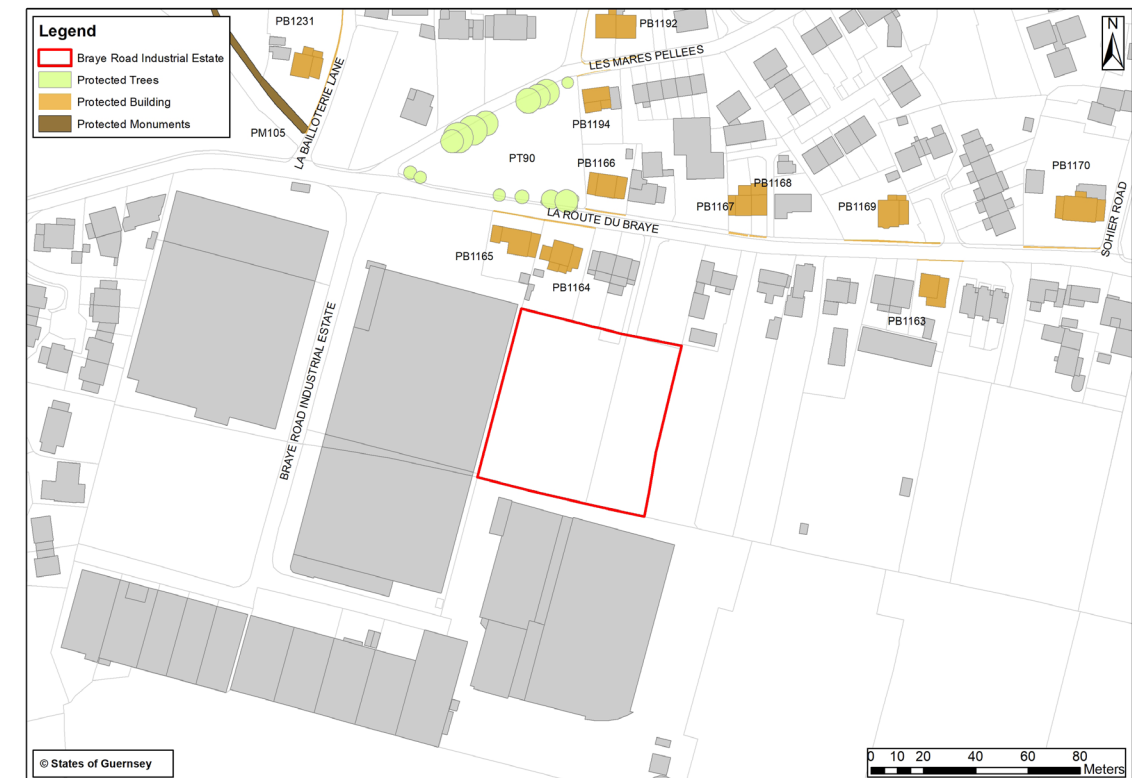 Legend
Braye Road Industrial Estate
Protected Trees
Protected Building
Protected Monuments
PB1231
PB1192
N
LES MARES PELLEES
LA BAILLOTERIE LANE
PM105
PB1194
PT90
PB1166
PB1168
PB1170
PB1167
PB1169
SOHIER ROAD
LA ROUTE DU BRAYE
PB1165
PB1164
PB1163
BRAYE ROAD INDUSTRIAL ESTATE
© States of Guernsey
0 10 20 40 60 80
Meters